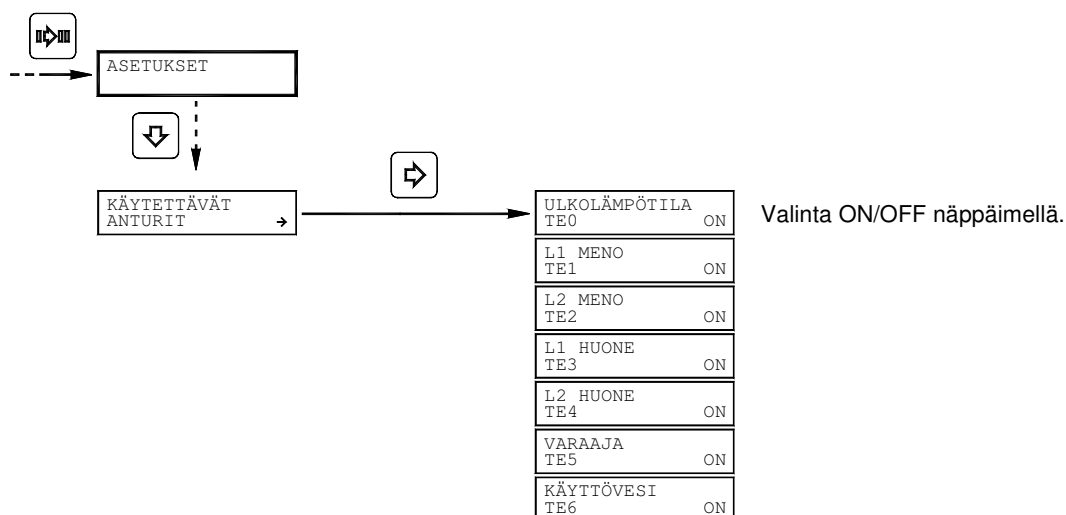 ASETUKSET
KÄYTETTÄVÄT
ANTURIT →
ULKOLÄMPÖTILA
TE0 ON
Valinta ON/OFF näppäimellä.
L1 MENO
TE1 ON
L2 MENO
TE2 ON
L1 HUONE
TE3 ON
L2 HUONE
TE4 ON
VARAAJA
TE5 ON
KÄYTTÖVESI
TE6 ON